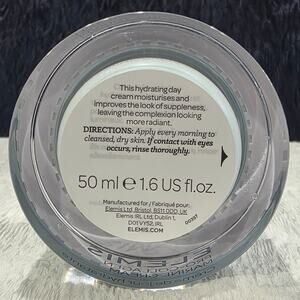 This hydrating day
cream moisturises and
improves the look of suppleness,
leaving the complexion looking
more radiant.
DIRECTIONS: Apply every morning to
cleansed, dry skin. If contact with eyes
occurs, rinse thoroughly.
50 ml e 1.6 US fl.oz.
Manufactured for / Fabriqué pour:
Elemis Ltd, Bristol, BS11 0DD, UK
Elemis IRL Ltd, Dublin 2,
D01 V752, IRL
ELEMIS.COM
ELEMIS